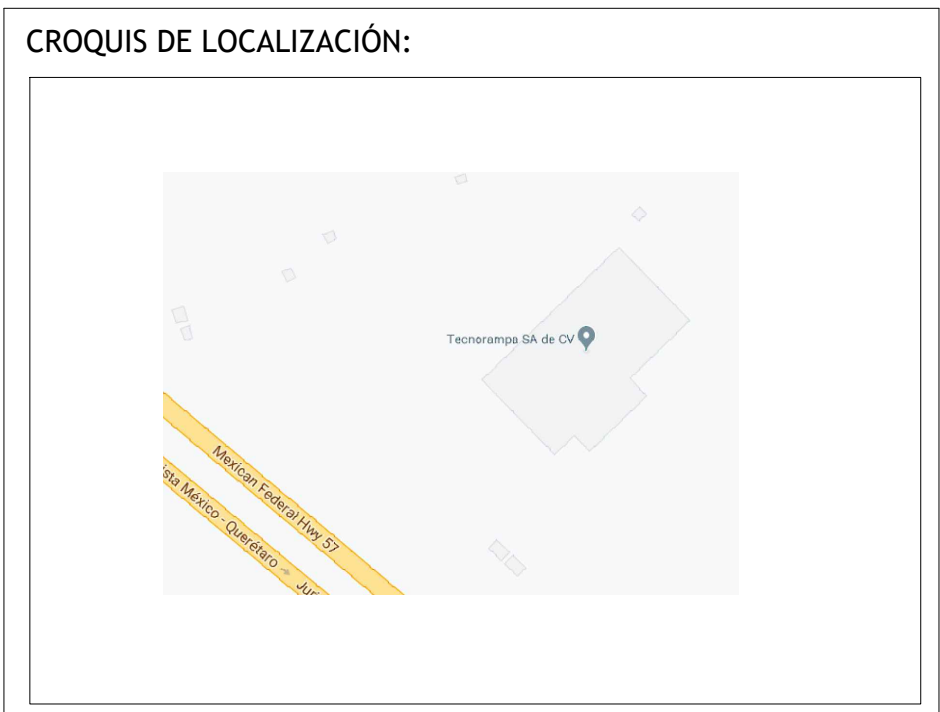 CROQUIS DE LOCALIZACIÓN:
Tecnorampa SA de CV
Mexican Federal Hwy 57
ista México - Querétaro